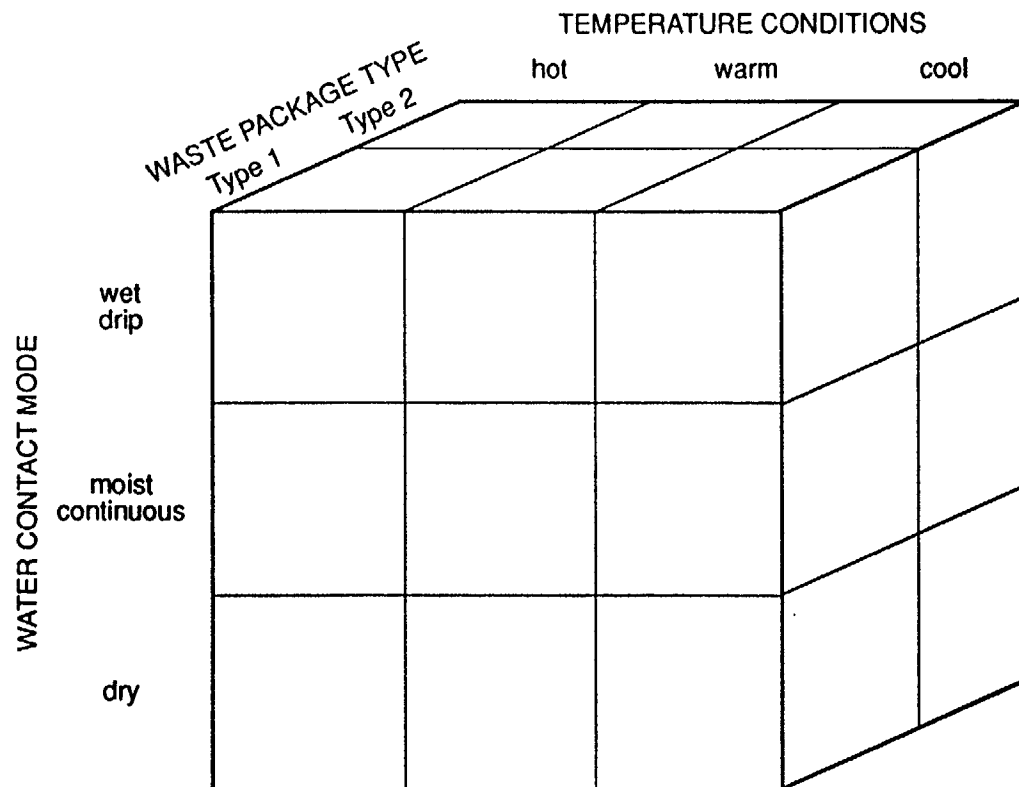 TEMPERATURE CONDITIONS
hot warm cool
WASTE PACKAGE TYPE
Type 1 Type 2
WATER CONTACT MODE
wet
drip
moist
continuous
dry